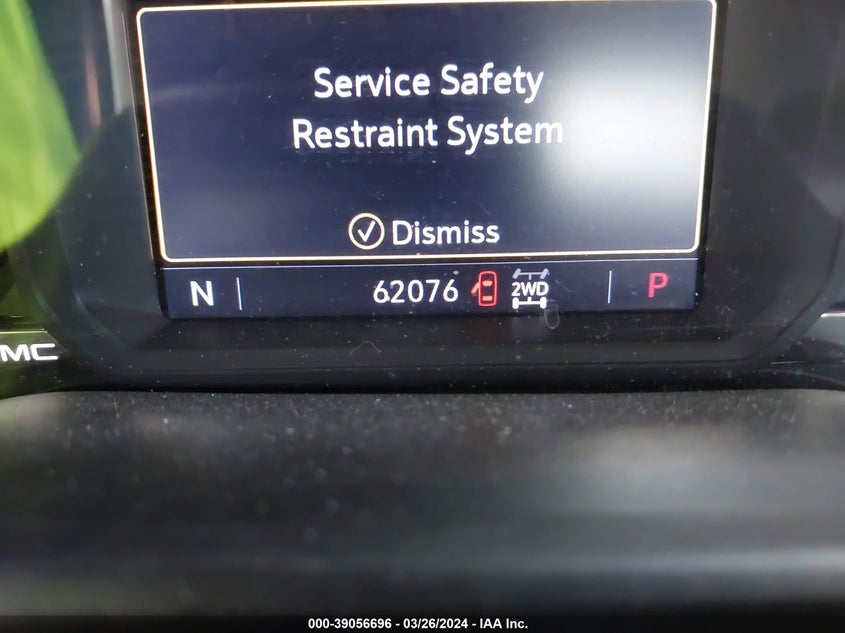 Service Safety
Restraint System
Dismiss
N 62076 2WD P
MC
000-39056696 - 03/26/2024 - IAA Inc.